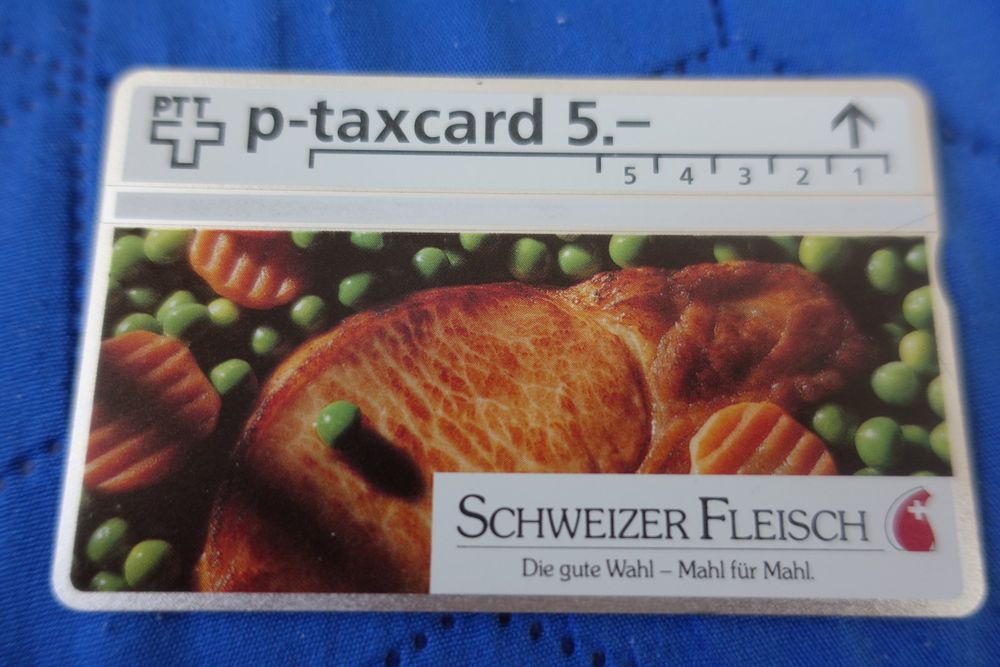 PTT
p-taxcard 5.–
5 4 3 2 1
SCHWEIZER FLEISCH
Die gute Wahl – Mahl für Mahl.